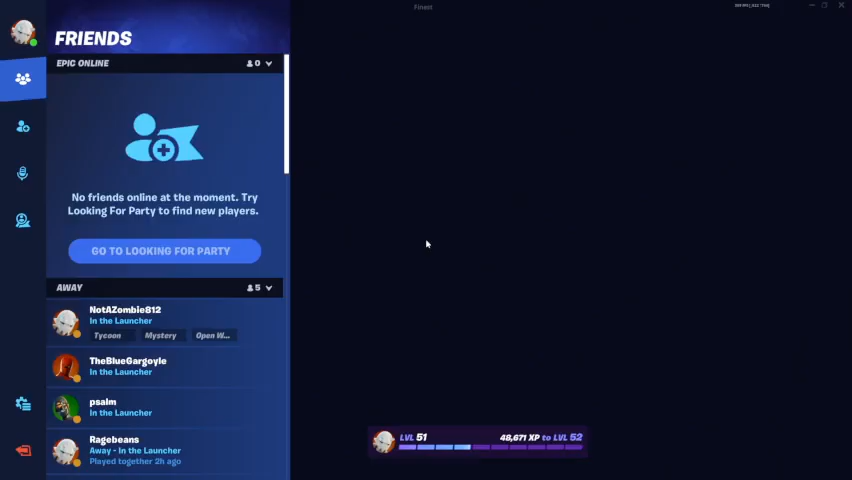 Finest
FRIENDS
EPIC ONLINE
0
No friends online at the moment. Try
Looking For Party to find new players.
GO TO LOOKING FOR PARTY
AWAY
5
NotAZombie812
In the Launcher
Tycoon Mystery Open W...
TheBlueGargoyle
In the Launcher
psalm
In the Launcher
Ragebeans
Away - In the Launcher
Played together 2h ago
LVL 51
48,671 XP to LVL 52